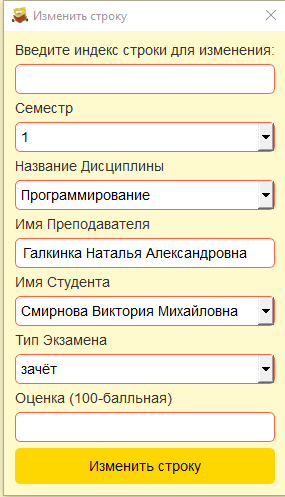 Изменить строку
Введите индекс строки для изменения:
Семестр
1
Название Дисциплины
Программирование
Имя Преподавателя
Галкинка Наталья Александровна
Имя Студента
Смирнова Виктория Михайловна
Тип Экзамена
зачёт
Оценка (100-балльная)
Изменить строку